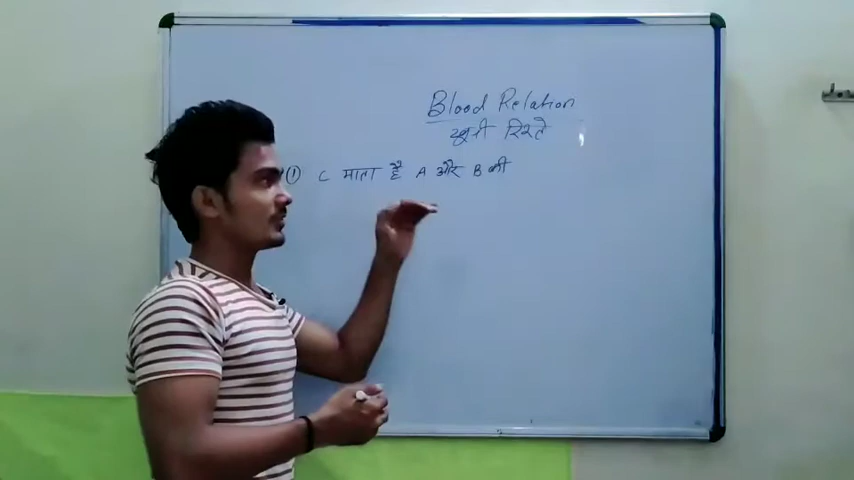 Blood Relation
खूनी रिश्ते
① C माता है A और B की